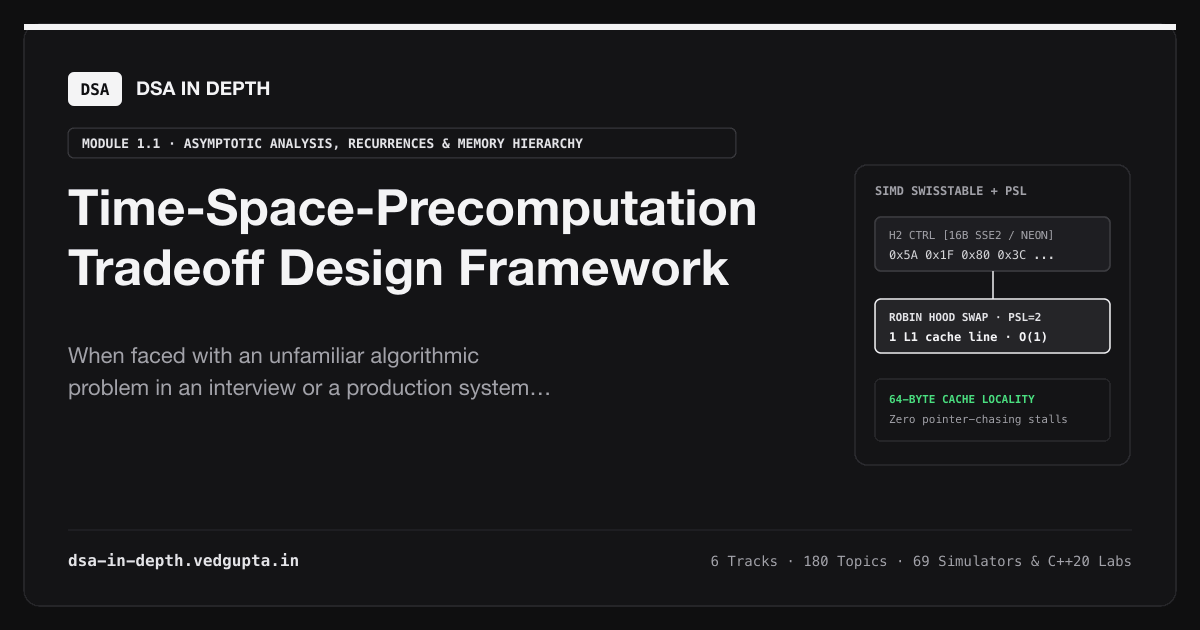 DSA
DSA IN DEPTH
MODULE 1.1 · ASYMPTOTIC ANALYSIS, RECURRENCES & MEMORY HIERARCHY
Time-Space-Precomputation
Tradeoff Design Framework
When faced with an unfamiliar algorithmic
problem in an interview or a production system…
SIMD SWISSTABLE + PSL
H2 CTRL [16B SSE2 / NEON]
0x5A 0x1F 0x80 0x3C ...
ROBIN HOOD SWAP · PSL=2
1 L1 cache line · O(1)
64-BYTE CACHE LOCALITY
Zero pointer-chasing stalls
dsa-in-depth.vedgupta.in
6 Tracks · 180 Topics · 69 Simulators & C++20 Labs